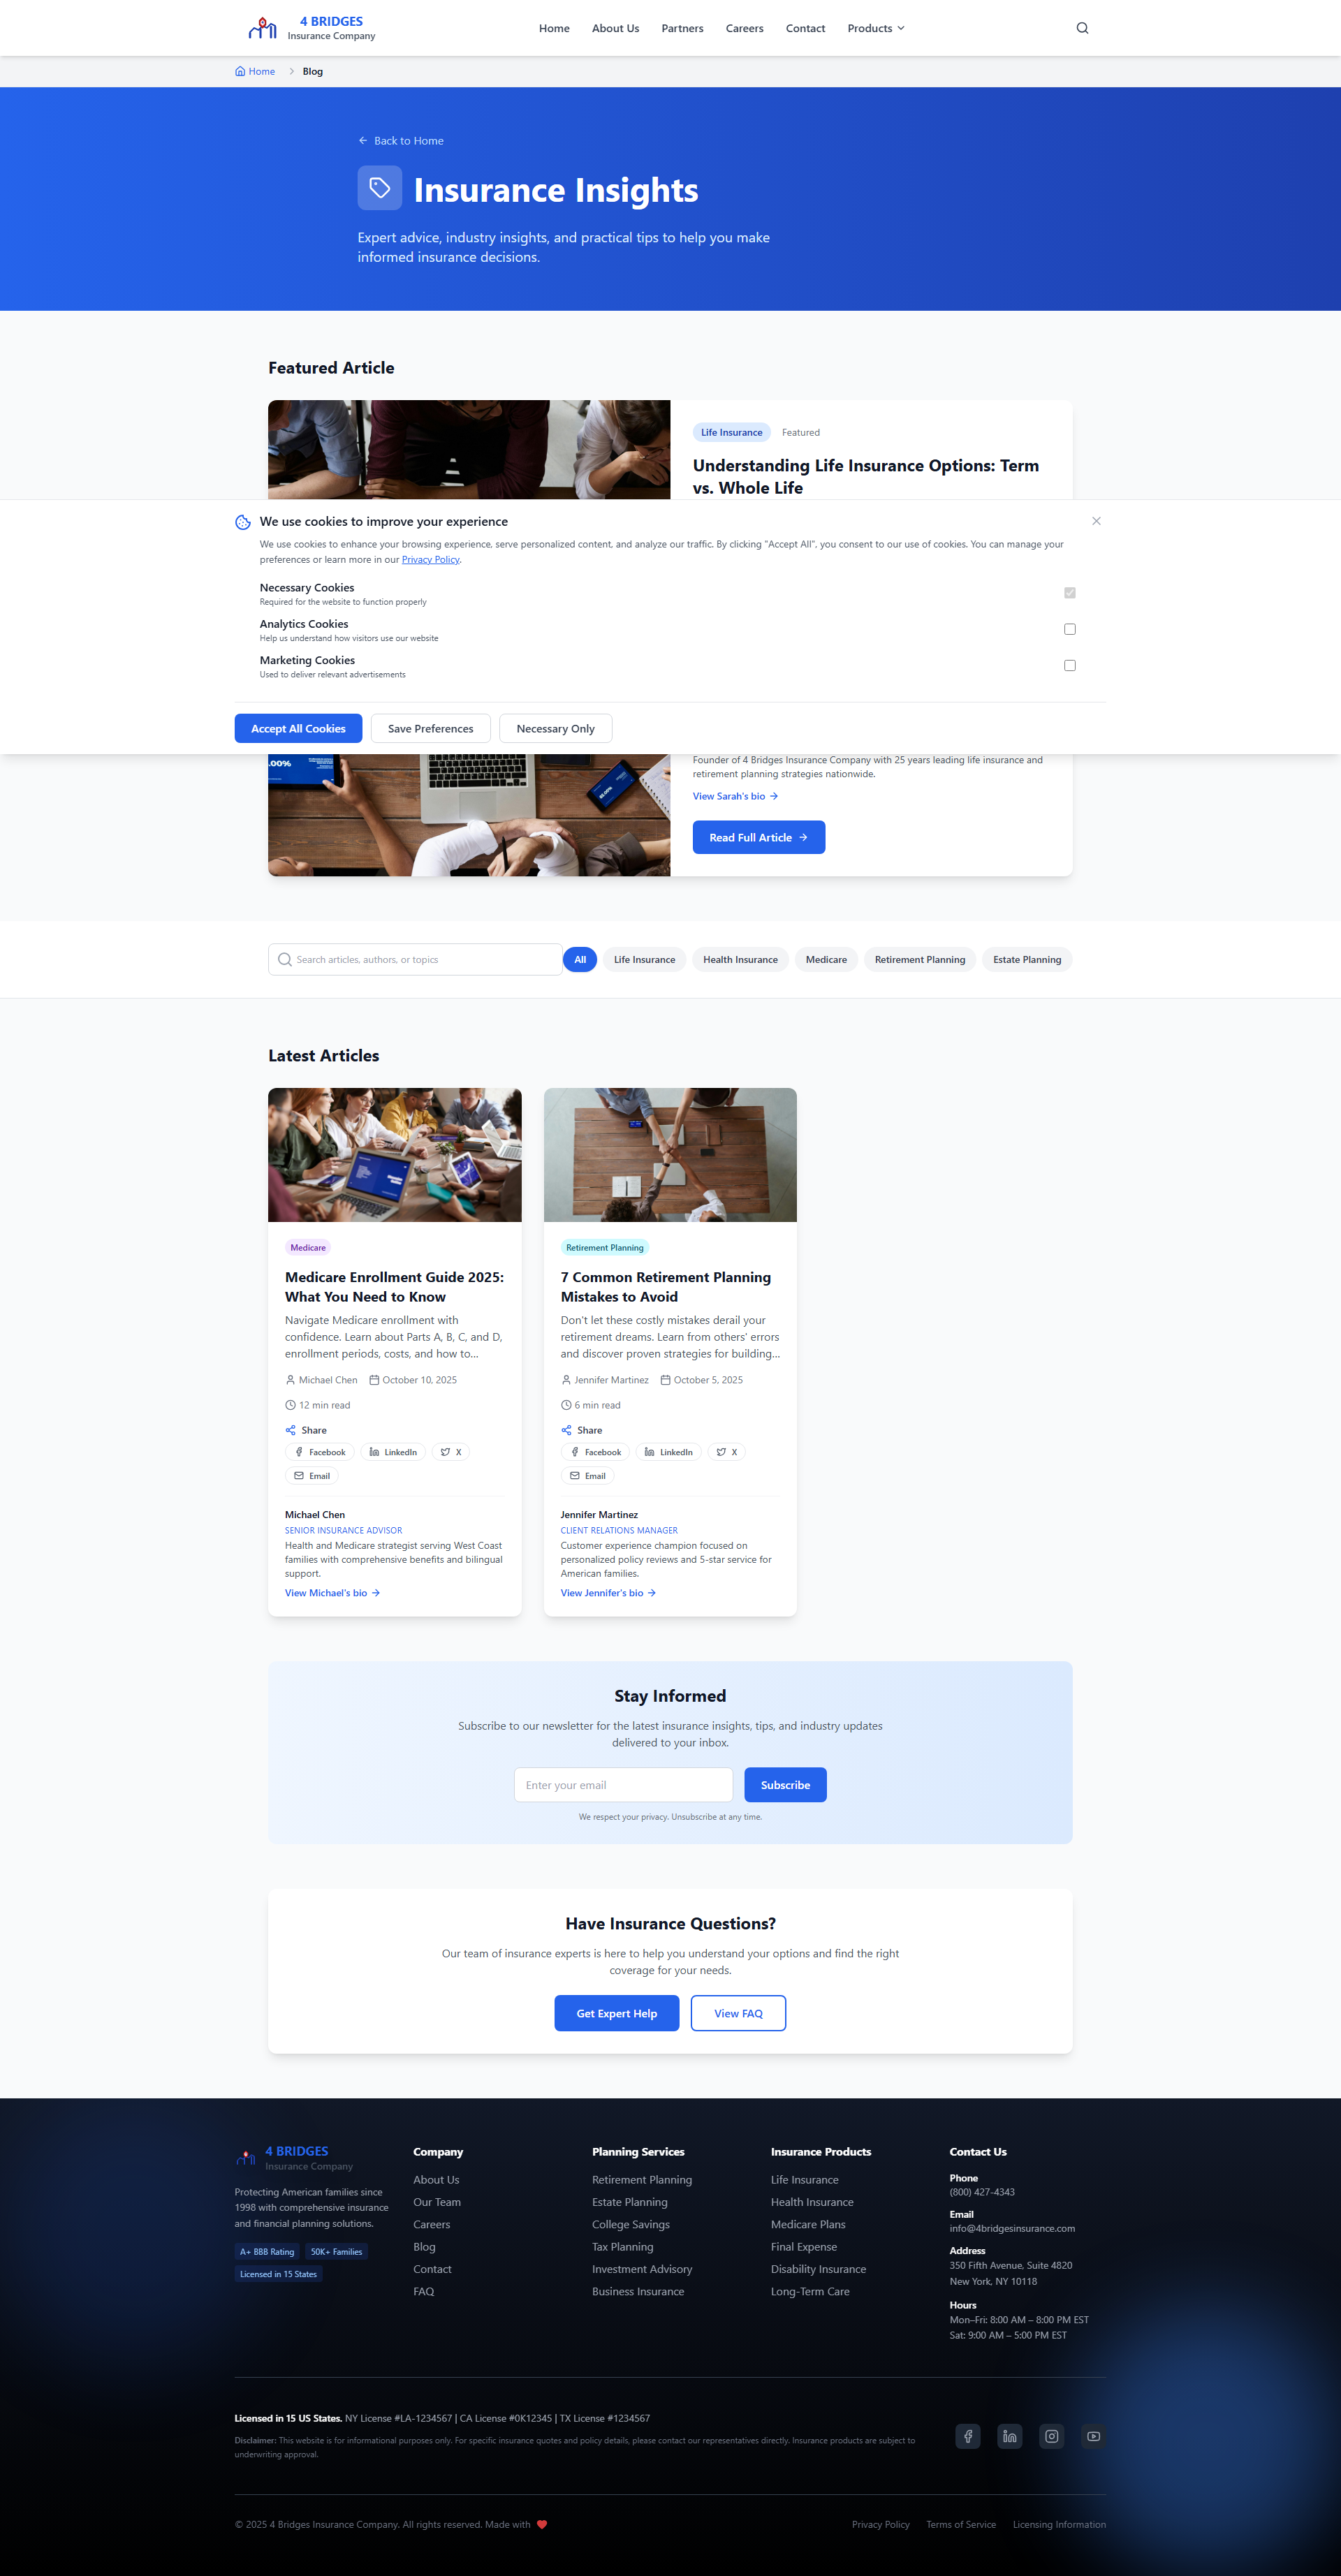 4 BRIDGES
Insurance Company
Home
About Us
Partners
Careers
Contact
Products
Home
Blog
Back to Home
Insurance Insights
Expert advice, industry insights, and practical tips to help you make
informed insurance decisions.
Featured Article
Life Insurance
Featured
Understanding Life Insurance Options: Term
vs. Whole Life
We use cookies to improve your experience
We use cookies to enhance your browsing experience, serve personalized content, and analyze our traffic. By clicking "Accept All", you consent to our use of cookies. You can manage your
preferences or learn more in our Privacy Policy.
Necessary Cookies
Required for the website to function properly
Analytics Cookies
Help us understand how visitors use our website
Marketing Cookies
Used to deliver relevant advertisements
Accept All Cookies
Save Preferences
Necessary Only
Founder of 4 Bridges Insurance Company with 25 years leading life insurance and
retirement planning strategies nationwide.
View Sarah's bio
Read Full Article
Search articles, authors, or topics
All
Life Insurance
Health Insurance
Medicare
Retirement Planning
Estate Planning
Latest Articles
Medicare
Medicare Enrollment Guide 2025:
What You Need to Know
Navigate Medicare enrollment with
confidence. Learn about Parts A, B, C, and D,
enrollment periods, costs, and how to...
Michael Chen
October 10, 2025
12 min read
Share
Facebook
LinkedIn
X
Email
Michael Chen
SENIOR INSURANCE ADVISOR
Health and Medicare strategist serving West Coast
families with comprehensive benefits and bilingual
support.
View Michael's bio
Retirement Planning
7 Common Retirement Planning
Mistakes to Avoid
Don't let these costly mistakes derail your
retirement dreams. Learn from others' errors
and discover proven strategies for building...
Jennifer Martinez
October 5, 2025
6 min read
Share
Facebook
LinkedIn
X
Email
Jennifer Martinez
CLIENT RELATIONS MANAGER
Customer experience champion focused on
personalized policy reviews and 5-star service for
American families.
View Jennifer's bio
Stay Informed
Subscribe to our newsletter for the latest insurance insights, tips, and industry updates
delivered to your inbox.
Enter your email
Subscribe
We respect your privacy. Unsubscribe at any time.
Have Insurance Questions?
Our team of insurance experts is here to help you understand your options and find the right
coverage for your needs.
Get Expert Help
View FAQ
4 BRIDGES
Insurance Company
Protecting American families since
1998 with comprehensive insurance
and financial planning solutions.
A+ BBB Rating
50K+ Families
Licensed in 15 States
Company
About Us
Our Team
Careers
Blog
Contact
FAQ
Planning Services
Retirement Planning
Estate Planning
College Savings
Tax Planning
Investment Advisory
Business Insurance
Insurance Products
Life Insurance
Health Insurance
Medicare Plans
Final Expense
Disability Insurance
Long-Term Care
Contact Us
Phone
(800) 427-4343
Email
info@4bridgesinsurance.com
Address
350 Fifth Avenue, Suite 4820
New York, NY 10118
Hours
Mon–Fri: 8:00 AM – 8:00 PM EST
Sat: 9:00 AM – 5:00 PM EST
Licensed in 15 US States. NY License #LA-1234567 | CA License #0K12345 | TX License #1234567
Disclaimer: This website is for informational purposes only. For specific insurance quotes and policy details, please contact our representatives directly. Insurance products are subject to
underwriting approval.
© 2025 4 Bridges Insurance Company. All rights reserved. Made with
Privacy Policy
Terms of Service
Licensing Information